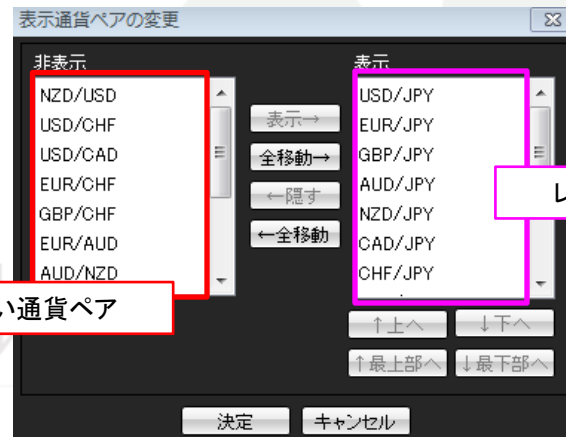 表示通貨ペアの変更
非表示
表示
NZD/USD
USD/CHF
USD/CAD
EUR/CHF
GBP/CHF
EUR/AUD
AUD/NZD
表示→
全移動→
←隠す
←全移動
USD/JPY
EUR/JPY
GBP/JPY
AUD/JPY
NZD/JPY
CAD/JPY
CHF/JPY
い通貨ペア
レ
↑上へ
↓下へ
↑最上部へ
↓最下部へ
決定
キャンセル